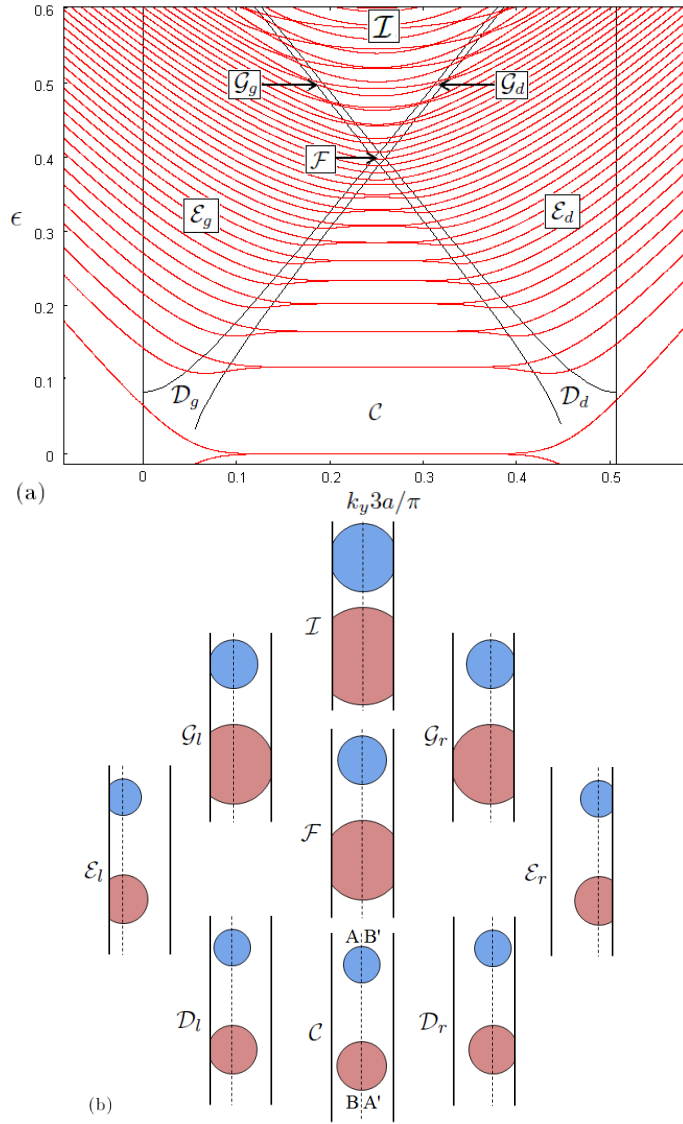 0.6
𝓘
𝓖g 0.5 𝓖d
0.4 𝓕
ϵ 0.3 𝓔g 𝓔d
0.2
0.1 𝓓g 𝓒 𝓓d
0
0 0.1 0.2 0.3 0.4 0.5
(a) k_y3a/π
𝓘
𝓖l 𝓖r
𝓕
𝓔l 𝓔r
A B'
𝓓l 𝓒 𝓓r
B A'
(b)